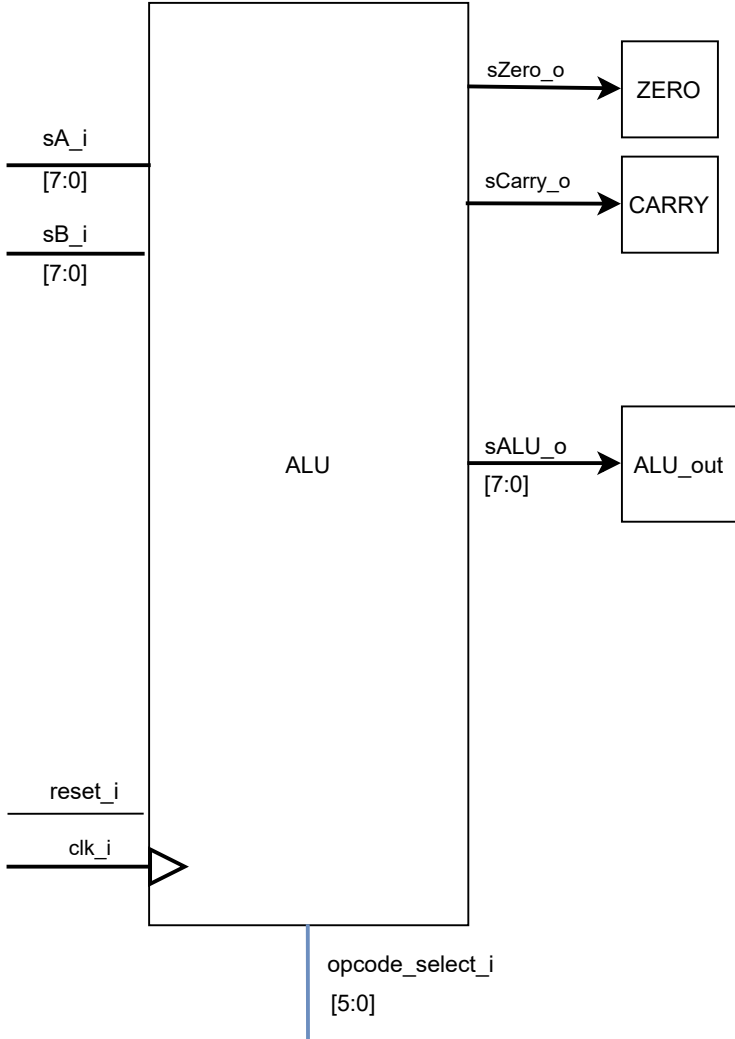 sZero_o
ZERO
sA_i
[7:0]
sCarry_o
CARRY
sB_i
[7:0]
ALU
sALU_o
[7:0]
ALU_out
reset_i
clk_i
opcode_select_i
[5:0]